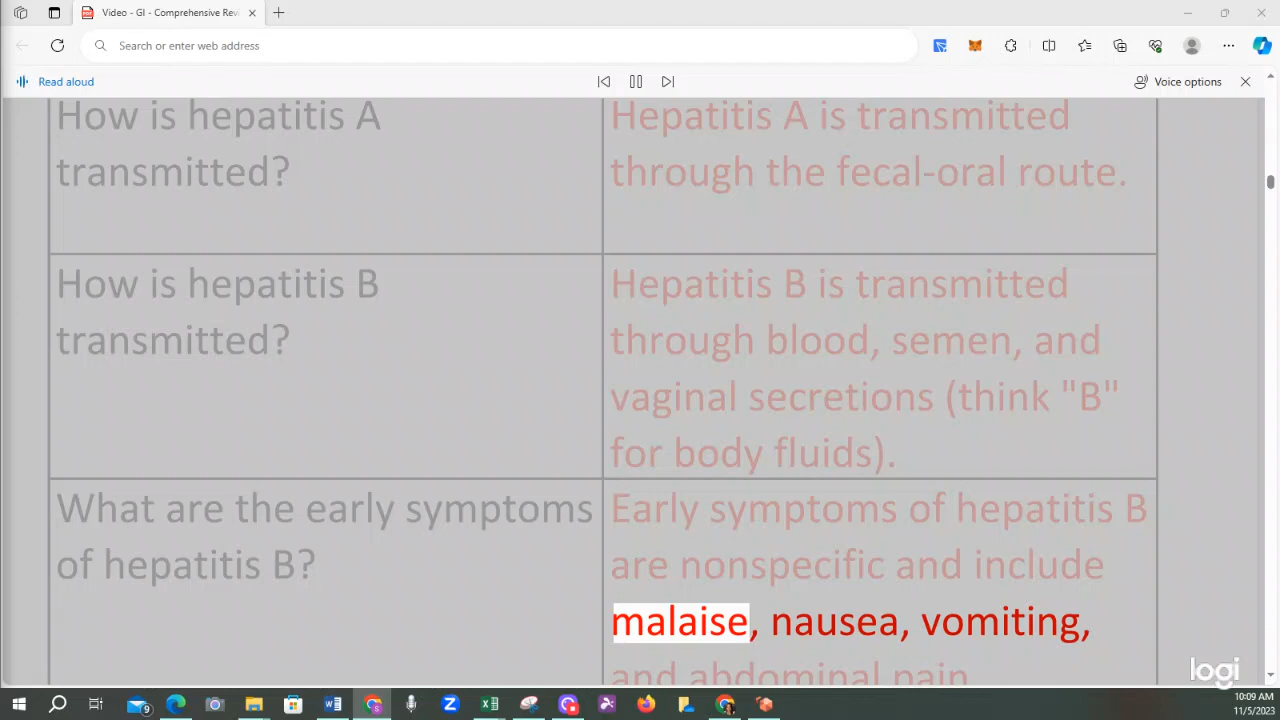 Video - GI - Comprehensive Rev
Search or enter web address
Read aloud
Voice options
How is hepatitis A
transmitted?
Hepatitis A is transmitted
through the fecal-oral route.
How is hepatitis B
transmitted?
Hepatitis B is transmitted
through blood, semen, and
vaginal secretions (think "B"
for body fluids).
What are the early symptoms
of hepatitis B?
Early symptoms of hepatitis B
are nonspecific and include
malaise, nausea, vomiting,
and abdominal pain
logi
10:09 AM
11/5/2023